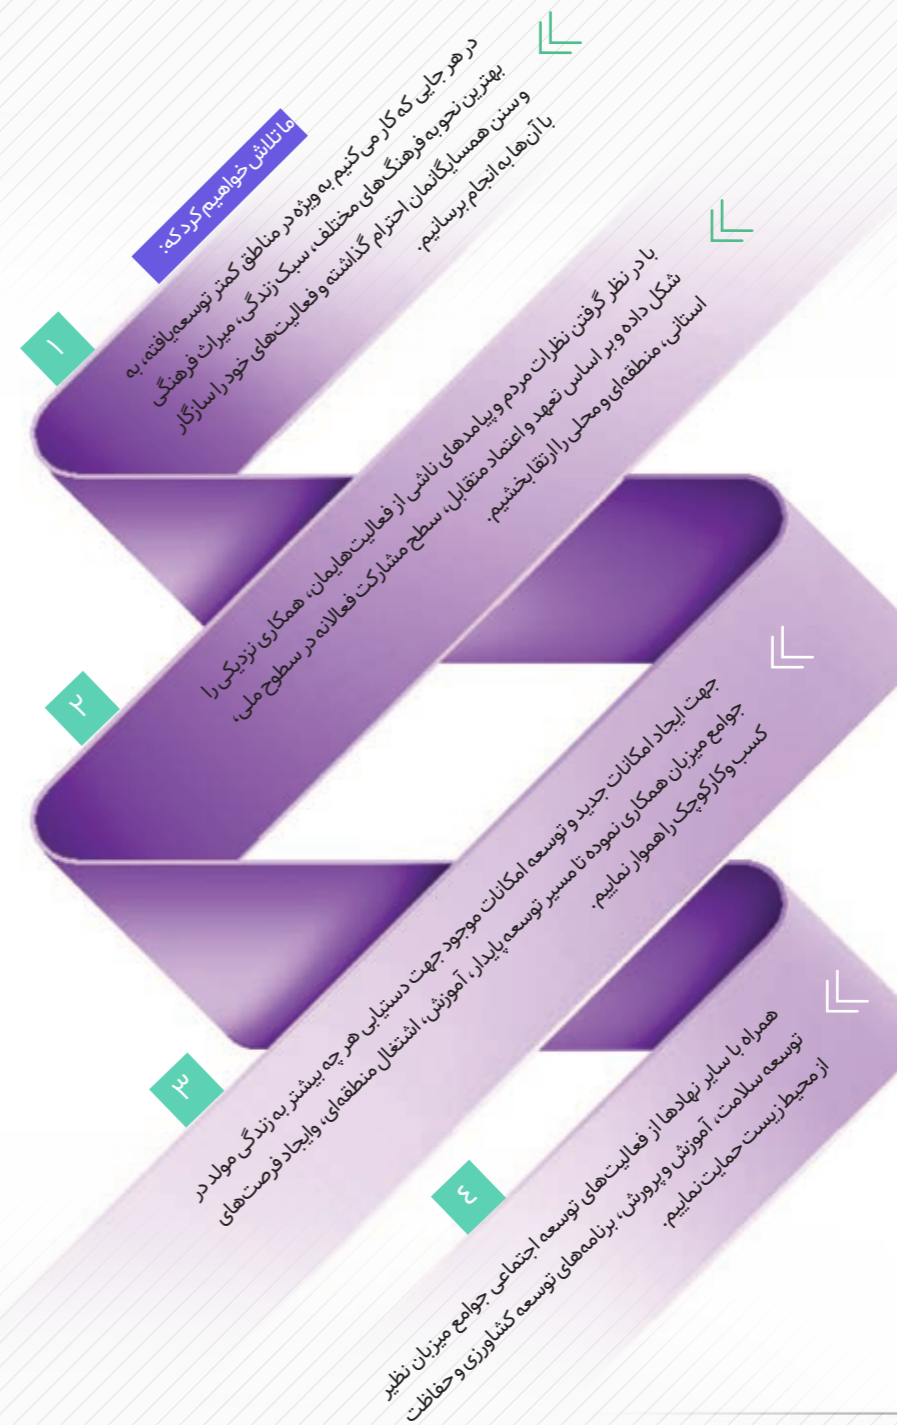 ما تلاش خواهیم کرد که:
۱
در هر جایی که کار می‌کنیم به ویژه در مناطق کمتر توسعه‌یافته، به
بهترین نحو به فرهنگ‌های مختلف، سبک زندگی، میراث فرهنگی
و سنن همسایگانمان احترام گذاشته و فعالیت‌های خود را سازگار
با آن‌ها به انجام برسانیم.
۲
با در نظر گرفتن نظرات مردم و پیامدهای ناشی از فعالیت‌هایمان، همکاری نزدیکی را
شکل داده و بر اساس تعهد و اعتماد متقابل، سطح مشارکت فعالانه در سطوح ملی،
استانی، منطقه‌ای و محلی را ارتقا بخشیم.
۳
جهت ایجاد امکانات جدید و توسعه امکانات موجود جهت دستیابی هر چه بیشتر به زندگی مولد در
جوامع میزبان همکاری نموده تا مسیر توسعه پایدار، آموزش، اشتغال منطقه‌ای، وایجاد فرصت‌های
کسب وکارکوچک را هموار نماییم.
٤
همراه با سایر نهادها از فعالیت‌های توسعه اجتماعی جوامع میزبان نظیر
توسعه سلامت، آموزش و پرورش، برنامه‌های توسعه کشاورزی و حفاظت
از محیط زیست حمایت نماییم.